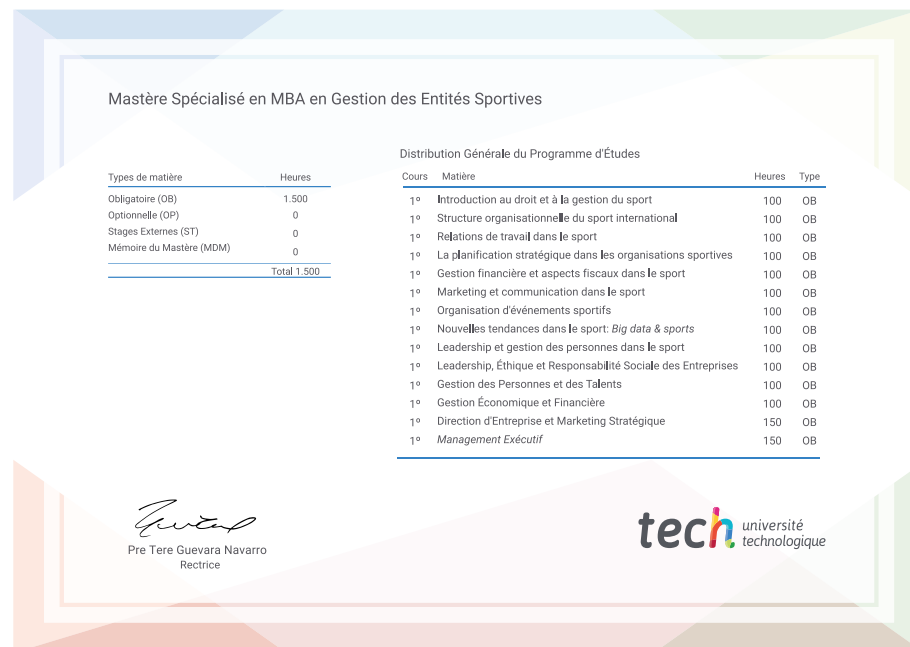 Mastère Spécialisé en MBA en Gestion des Entités Sportives
Types de matière Heures
Obligatoire (OB) 1.500
Optionnelle (OP) 0
Stages Externes (ST) 0
Mémoire du Mastère (MDM) 0
Total 1.500
Distribution Générale du Programme d'Études
Cours Matière Heures Type
1º Introduction au droit et à la gestion du sport 100 OB
1º Structure organisationnelle du sport international 100 OB
1º Relations de travail dans le sport 100 OB
1º La planification stratégique dans les organisations sportives 100 OB
1º Gestion financière et aspects fiscaux dans le sport 100 OB
1º Marketing et communication dans le sport 100 OB
1º Organisation d'événements sportifs 100 OB
1º Nouvelles tendances dans le sport: Big data & sports 100 OB
1º Leadership et gestion des personnes dans le sport 100 OB
1º Leadership, Éthique et Responsabilité Sociale des Entreprises 100 OB
1º Gestion des Personnes et des Talents 100 OB
1º Gestion Économique et Financière 100 OB
1º Direction d'Entreprise et Marketing Stratégique 150 OB
1º Management Exécutif 150 OB
Pre Tere Guevara Navarro
Rectrice
tech université
technologique